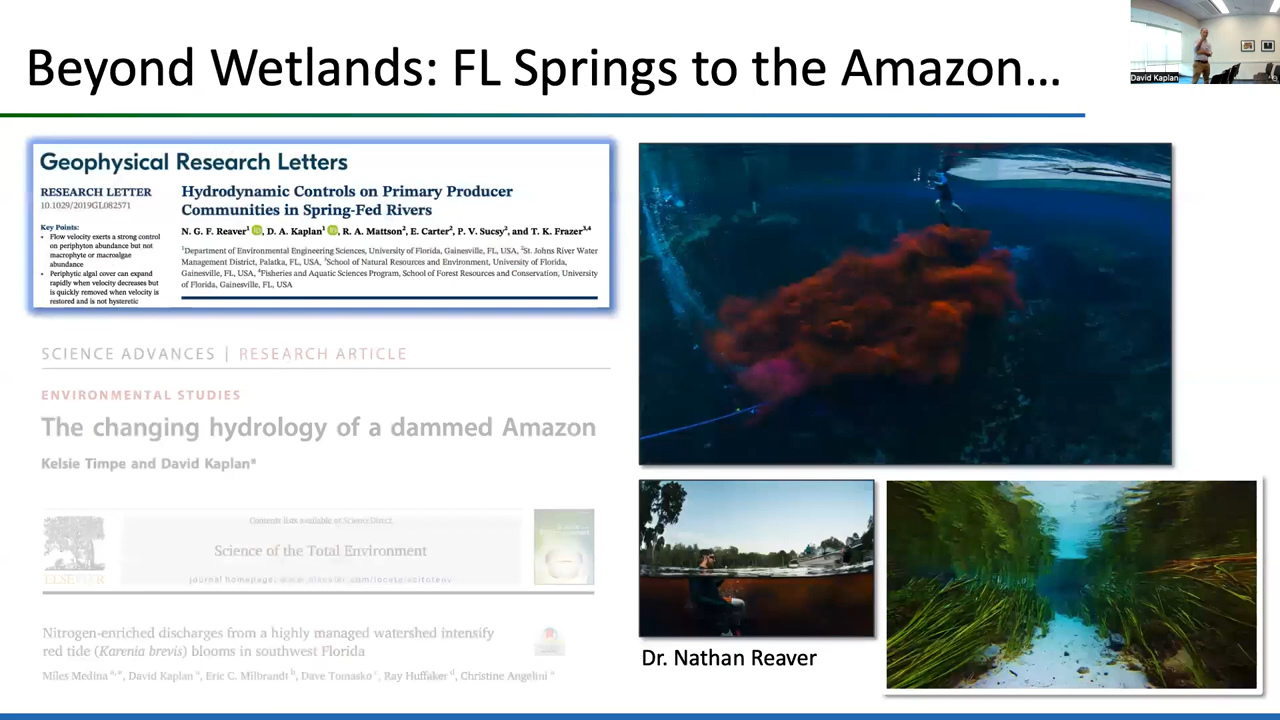 Beyond Wetlands: FL Springs to the Amazon…
David Kaplan
Geophysical Research Letters
RESEARCH LETTER
10.1029/2019GL082571
Key Points:
• Flow velocity exerts a strong control
on periphyton abundance but not
macrophyte or macroalgae
abundance
• Periphytic algal cover can expand
rapidly when velocity decreases but
is quickly removed when velocity is
restored and is not hysteretic
Hydrodynamic Controls on Primary Producer
Communities in Spring-Fed Rivers
N. G. F. Reaver¹, D. A. Kaplan¹, R. A. Mattson², E. Carter², P. V. Sucsy², and T. K. Frazer³,⁴
¹Department of Environmental Engineering Sciences, University of Florida, Gainesville, FL, USA, ²St. Johns River Water
Management District, Palatka, FL, USA, ³School of Natural Resources and Environment, University of Florida,
Gainesville, FL, USA, ⁴Fisheries and Aquatic Sciences Program, School of Forest Resources and Conservation, University
of Florida, Gainesville, FL, USA
SCIENCE ADVANCES | RESEARCH ARTICLE
ENVIRONMENTAL STUDIES
The changing hydrology of a dammed Amazon
Kelsie Timpe and David Kaplan*
Contents lists available at ScienceDirect
Science of the Total Environment
ELSEVIER
journal homepage: www.elsevier.com/locate/scitotenv
Nitrogen-enriched discharges from a highly managed watershed intensify
red tide (Karenia brevis) blooms in southwest Florida
Miles Medina, David Kaplan, Eric C. Milbrandt, Dave Tomasko, Ray Huffaker, Christine Angelini
Dr. Nathan Reaver